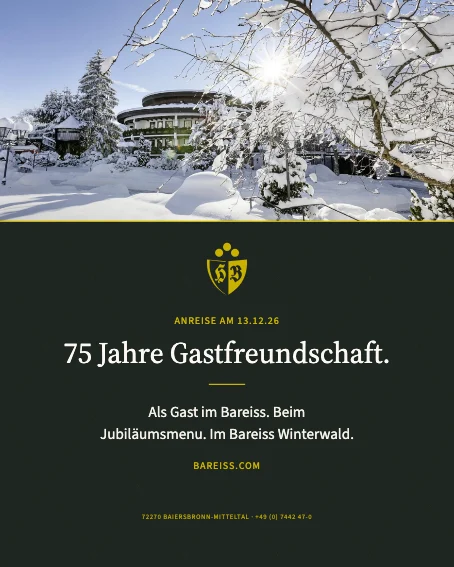 HB
ANREISE AM 13.12.26
75 Jahre Gastfreundschaft.
Als Gast im Bareiss. Beim
Jubiläumsmenu. Im Bareiss Winterwald.
BAREISS.COM
72270 BAIERSBRONN-MITTELTAL · +49 (0) 7442 47-0